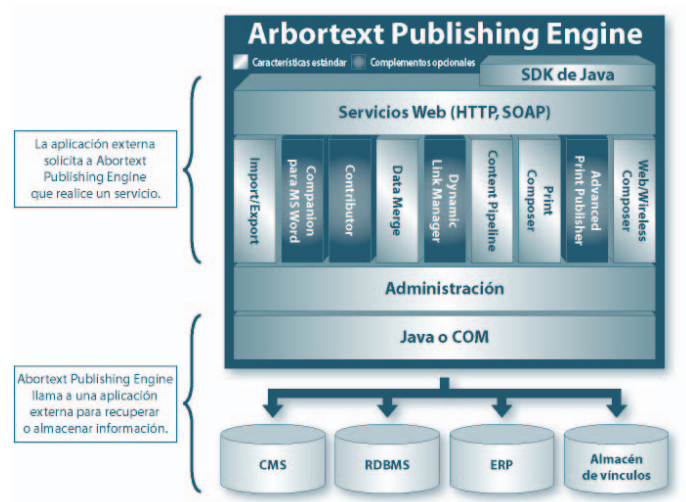 Arbortext Publishing Engine
Características estándar
Complementos opcionales
SDK de Java
Servicios Web (HTTP, SOAP)
La aplicación externa
solicita a Abortext
Publishing Engine
que realice un servicio.
Import/Export
Companion
para MS Word
Contributor
Data Merge
Dynamic
Link Manager
Content Pipeline
Print
Composer
Advanced
Print Publisher
Web/Wireless
Composer
Administración
Java o COM
Abortext Publishing Engine
llama a una aplicación
externa para recuperar
o almacenar información.
CMS
RDBMS
ERP
Almacén
de vínculos